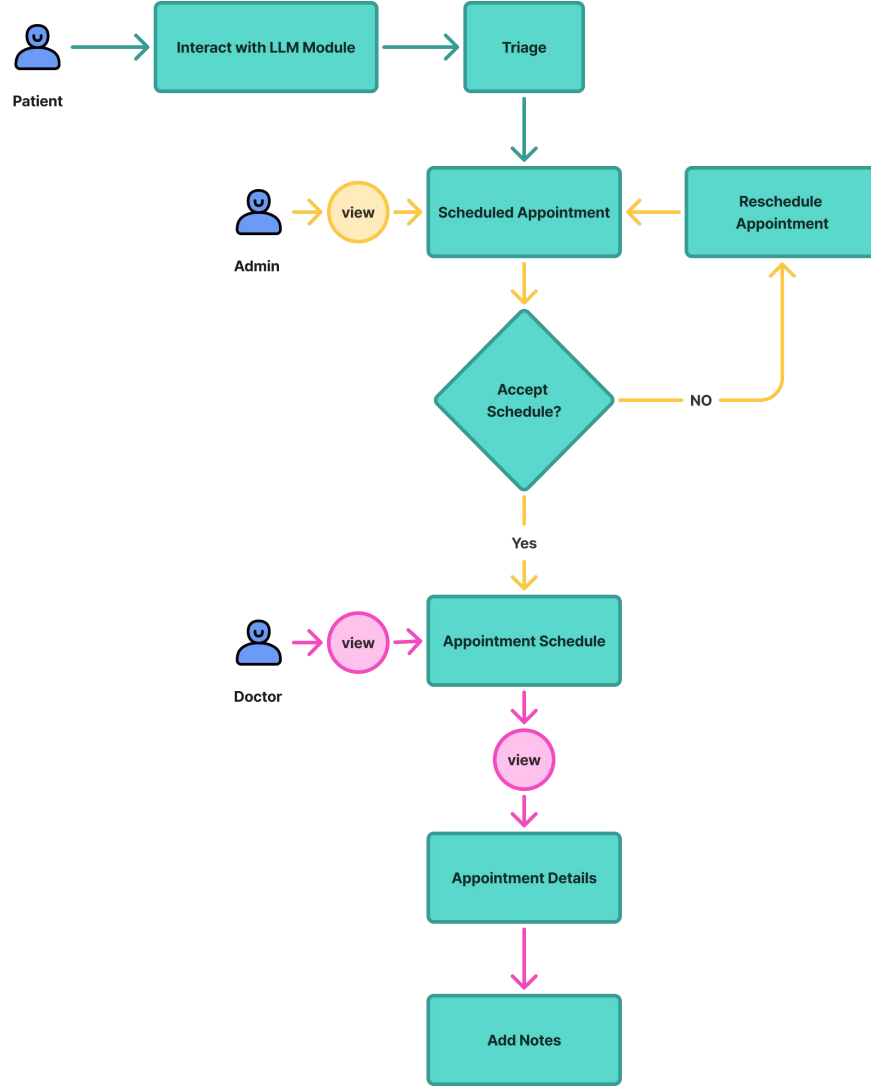 Interact with LLM Module
Triage
Patient
view
Scheduled Appointment
Reschedule
Appointment
Admin
Accept
Schedule?
NO
Yes
view
Appointment Schedule
Doctor
view
Appointment Details
Add Notes